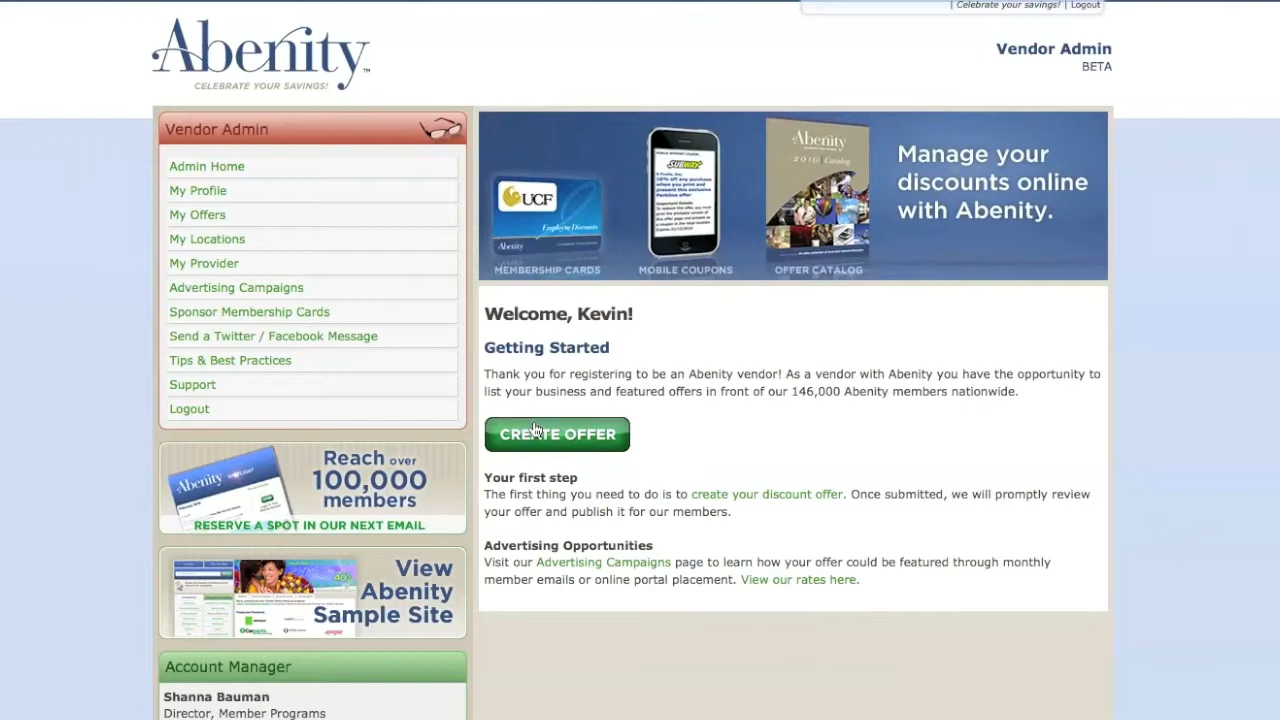 | Celebrate your savings! | Logout
Abenity™
CELEBRATE YOUR SAVINGS!
Vendor Admin
BETA
Vendor Admin
Admin Home
My Profile
My Offers
My Locations
My Provider
Advertising Campaigns
Sponsor Membership Cards
Send a Twitter / Facebook Message
Tips & Best Practices
Support
Logout
UCF
Employee Discounts
Abenity
MEMBERSHIP CARDS
SUBWAY
MOBILE COUPONS
Abenity
2010 Catalog
OFFER CATALOG
Manage your
discounts online
with Abenity.
Welcome, Kevin!
Getting Started
Thank you for registering to be an Abenity vendor! As a vendor with Abenity you have the opportunity to
list your business and featured offers in front of our 146,000 Abenity members nationwide.
CREATE OFFER
Your first step
The first thing you need to do is to create your discount offer. Once submitted, we will promptly review
your offer and publish it for our members.
Advertising Opportunities
Visit our Advertising Campaigns page to learn how your offer could be featured through monthly
member emails or online portal placement. View our rates here.
Abenity SPOTLIGHT
Reach over
100,000
members
RESERVE A SPOT IN OUR NEXT EMAIL
View
Abenity
Sample Site
Account Manager
Shanna Bauman
Director, Member Programs